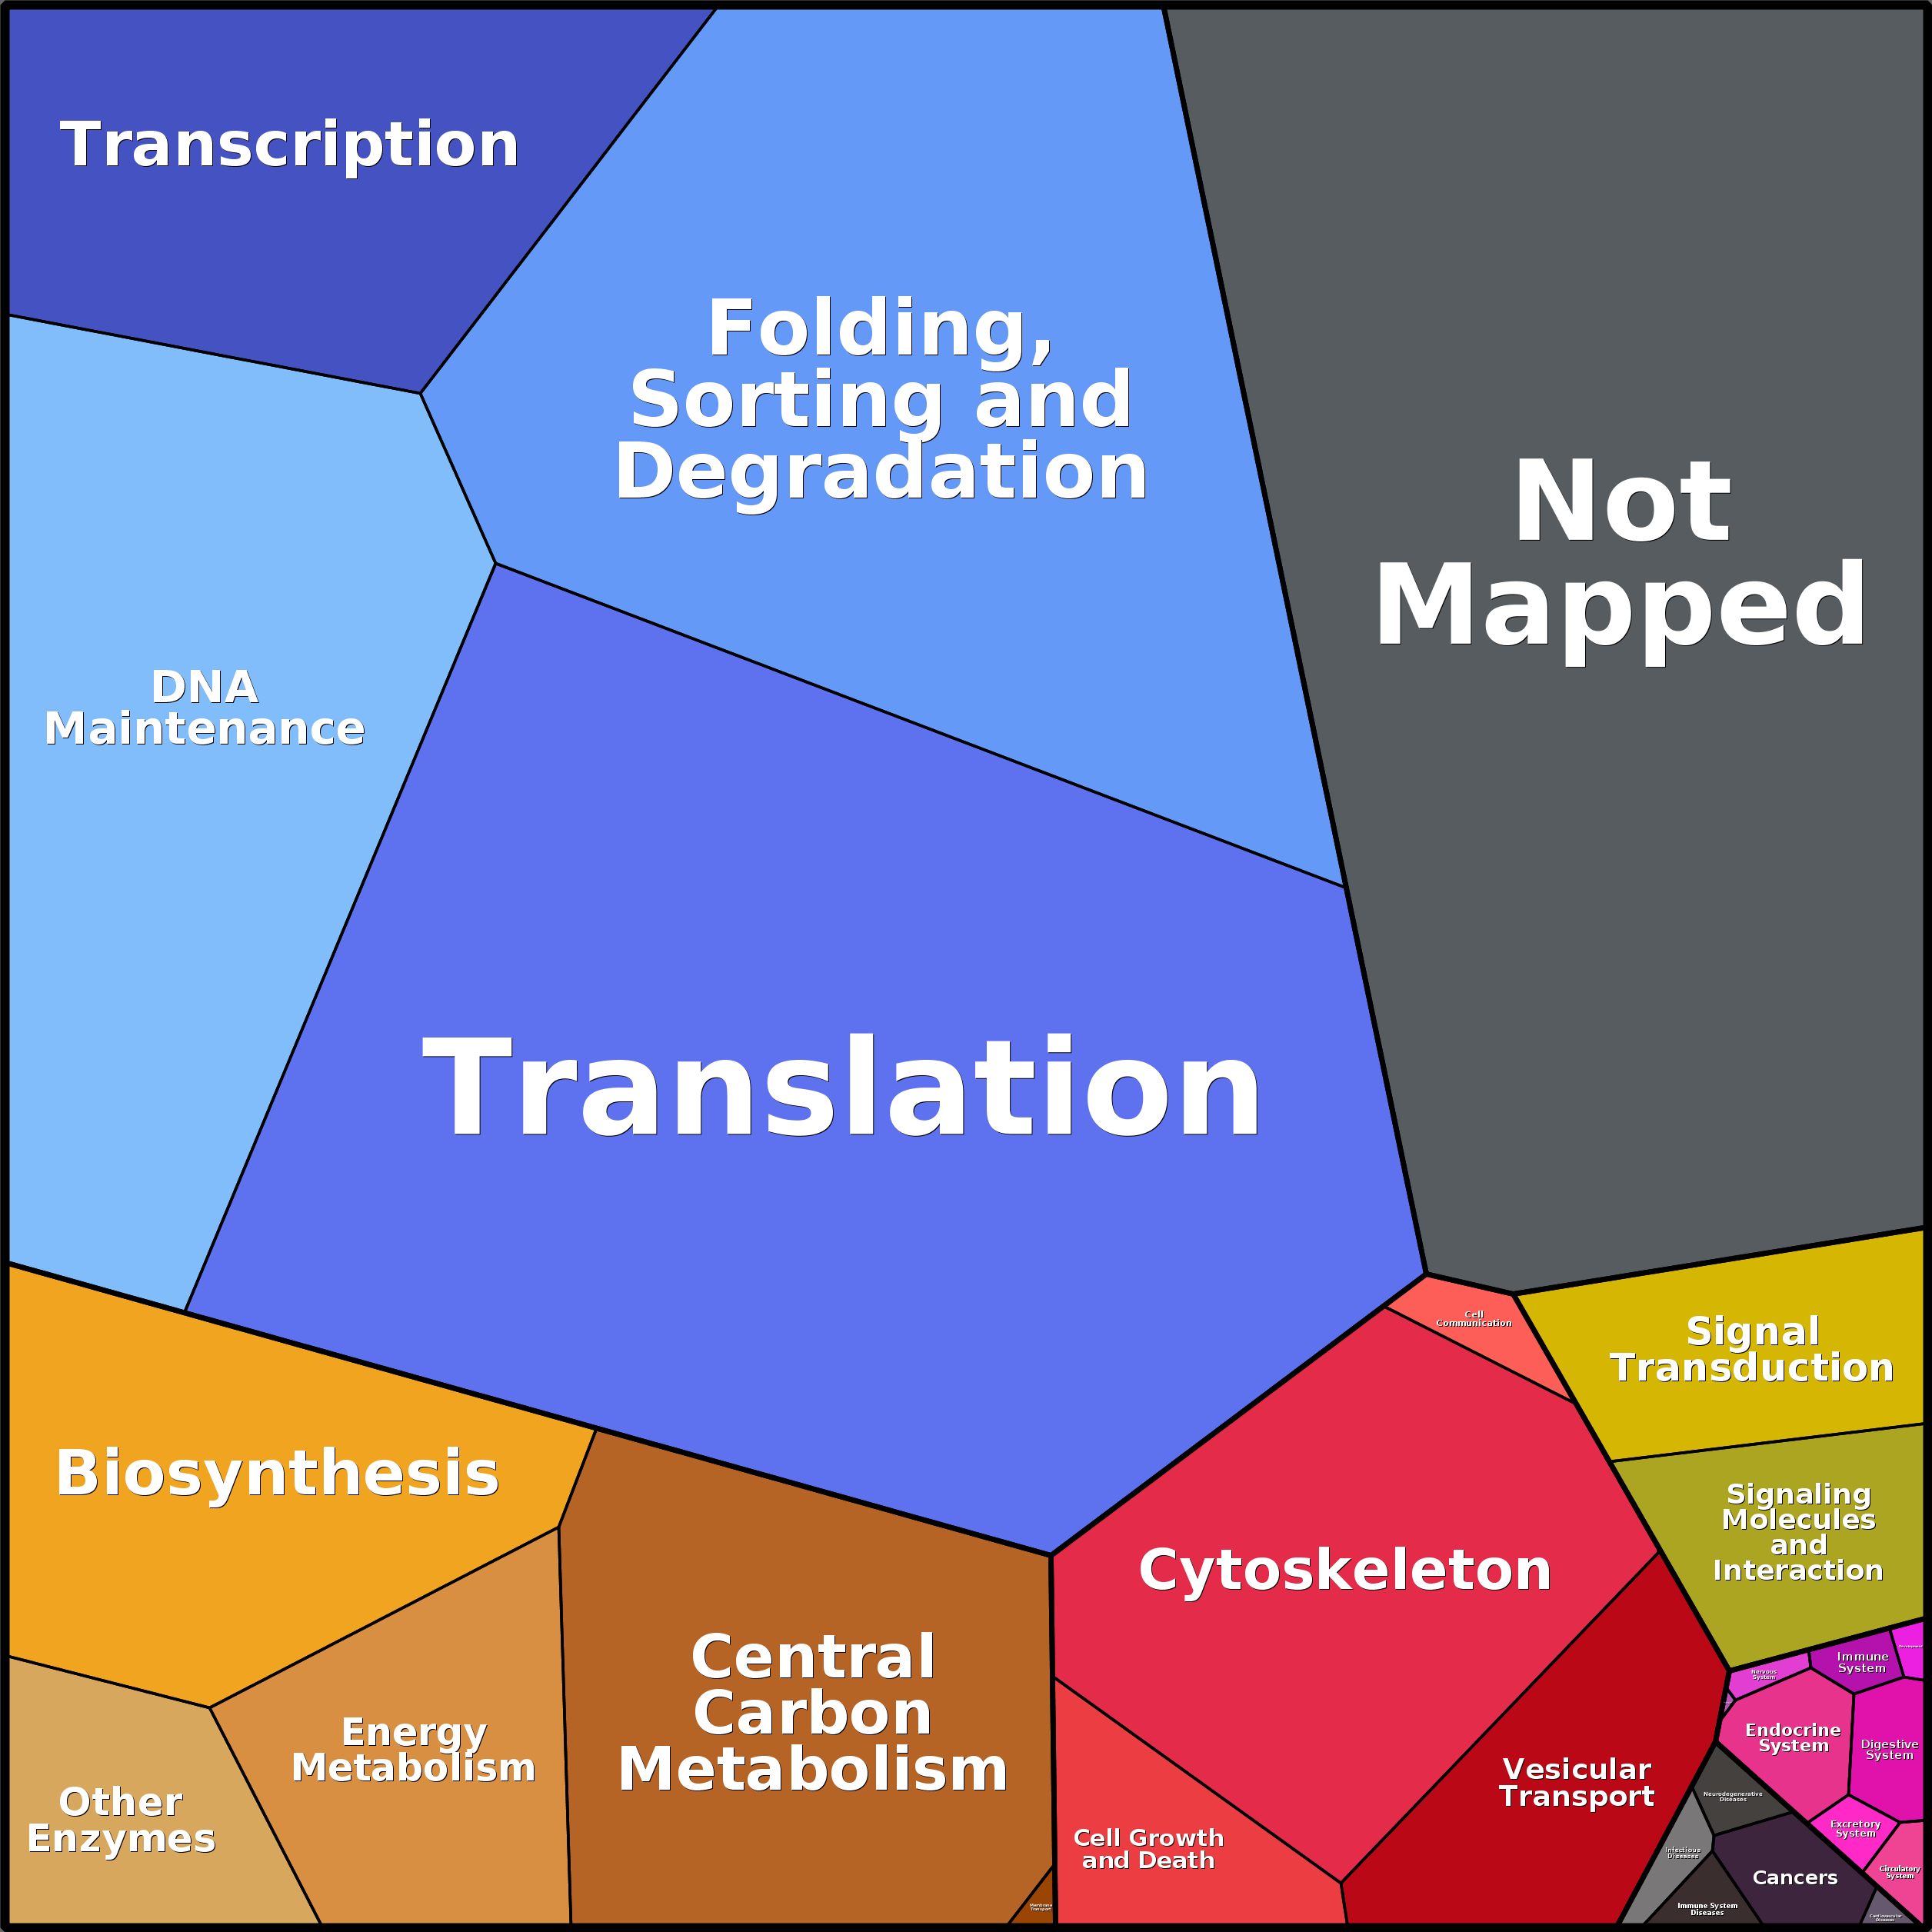 Transcription
Folding,
Sorting and
Degradation
Not
Mapped
DNA
Maintenance
Translation
Cell
Communication
Signal
Transduction
Biosynthesis
Signaling
Molecules
and
Interaction
Cytoskeleton
Central
Carbon
Metabolism
Immune
System
Nervous
System
Energy
Metabolism
Endocrine
System
Digestive
System
Vesicular
Transport
Other
Enzymes
Neurodegenerative
Diseases
Excretory
System
Cell Growth
and Death
Infectious
Diseases
Circulatory
System
Cancers
Membrane
Transport
Immune System
Diseases
Cardiovascular
Diseases